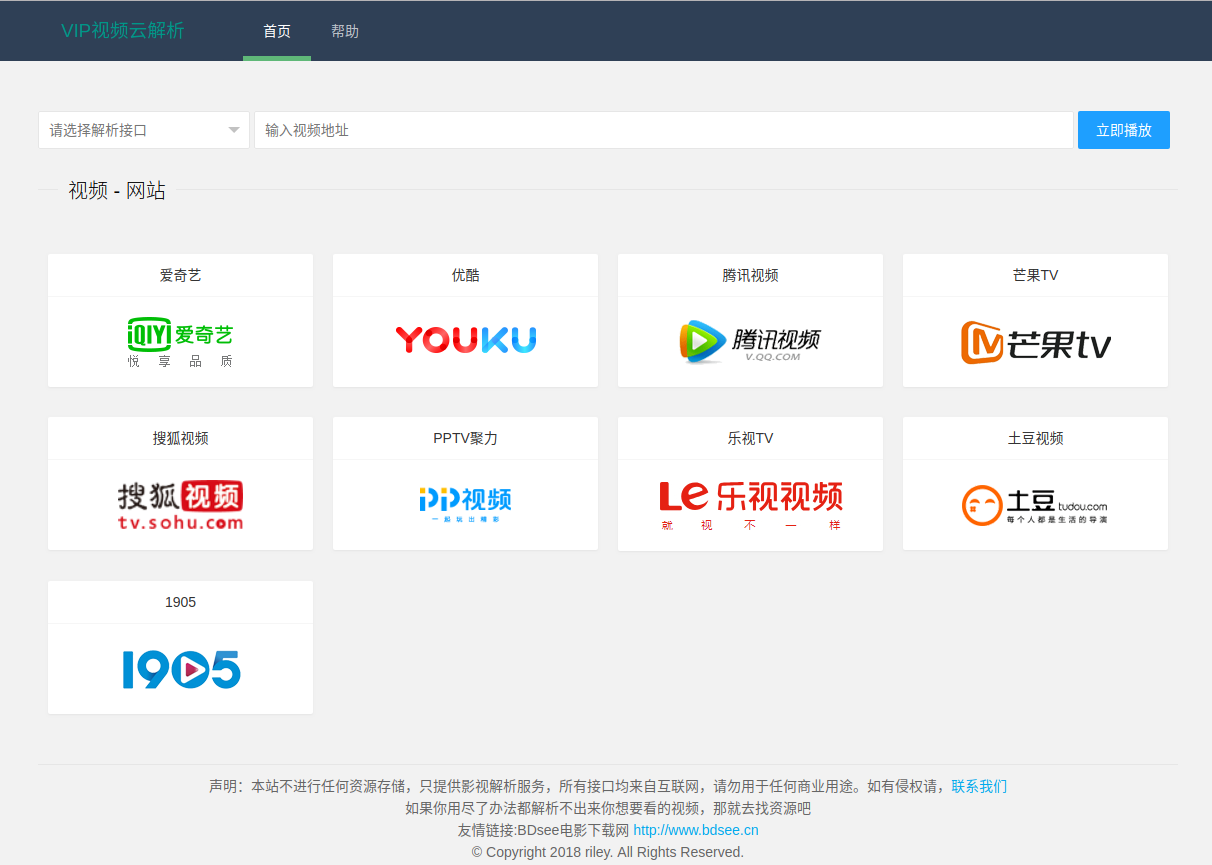 VIP视频云解析 首页 帮助
请选择解析接口 输入视频地址 立即播放
视频 - 网站
爱奇艺 优酷 腾讯视频 芒果TV
iQIYI 爱奇艺
悦享品质
YOUKU
腾讯视频
V.QQ.COM
芒果tv
搜狐视频 PPTV聚力 乐视TV 土豆视频
搜狐视频
tv.sohu.com
PP视频
一起玩出精彩
Le 乐视视频
就视不一样
土豆 tudou.com
每个人都是生活的导演
1905
1905
声明：本站不进行任何资源存储，只提供影视解析服务，所有接口均来自互联网，请勿用于任何商业用途。如有侵权请，联系我们
如果你用尽了办法都解析不出来你想要看的视频，那就去找资源吧
友情链接:BDsee电影下载网 http://www.bdsee.cn
© Copyright 2018 riley. All Rights Reserved.